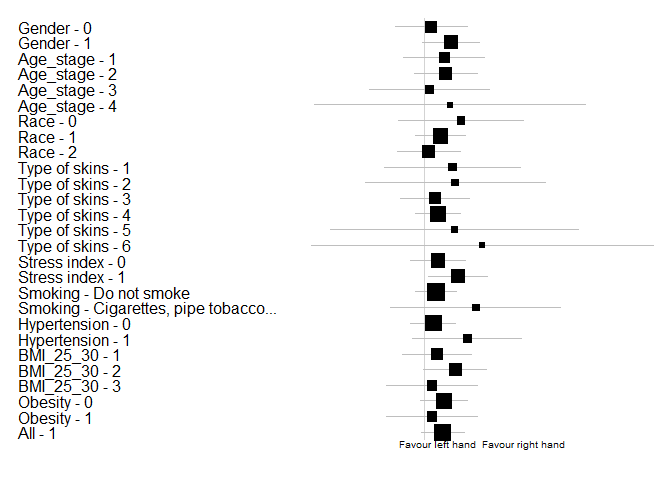 Gender - 0
Gender - 1
Age_stage - 1
Age_stage - 2
Age_stage - 3
Age_stage - 4
Race - 0
Race - 1
Race - 2
Type of skins - 1
Type of skins - 2
Type of skins - 3
Type of skins - 4
Type of skins - 5
Type of skins - 6
Stress index - 0
Stress index - 1
Smoking - Do not smoke
Smoking - Cigarettes, pipe tobacco...
Hypertension - 0
Hypertension - 1
BMI_25_30 - 1
BMI_25_30 - 2
BMI_25_30 - 3
Obesity - 0
Obesity - 1
All - 1
Favour left hand Favour right hand